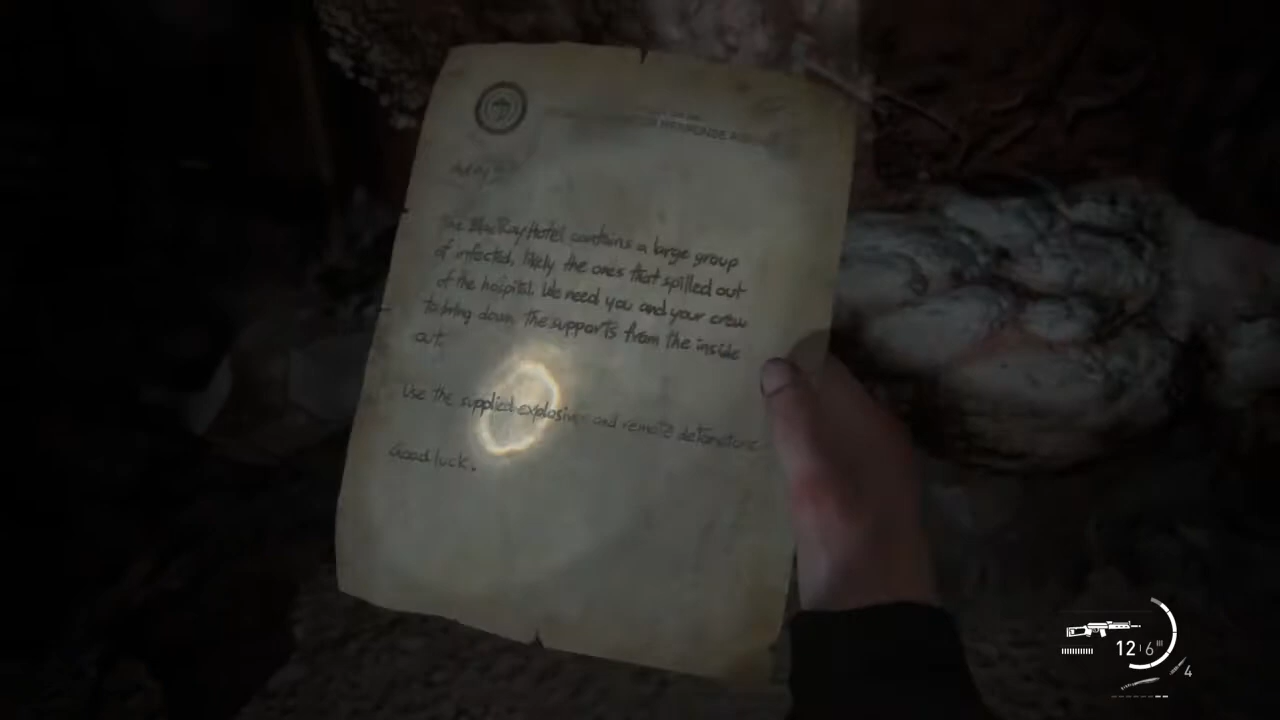 The MacRay Hotel contains a large group
of infected, likely the ones that spilled out
of the hospital. We need you and your crew
to bring down the supports from the inside
out.
Use the supplied explosives and remote detonators.
Good luck.
12 6
4